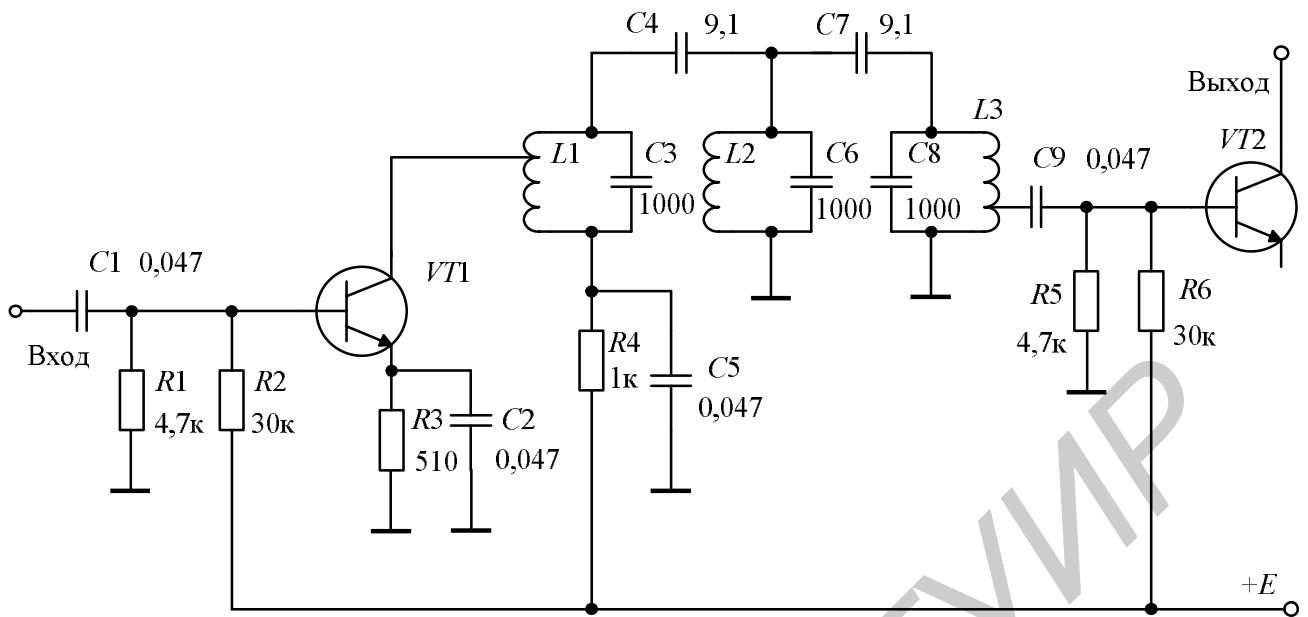 C4 9,1 C7 9,1
Выход
L3
L1 C3 L2 C6 C8 C9 0,047 VT2
1000 1000 1000
C1 0,047 VT1
Вход
R1 R2 R4 C5 R5 R6
4,7к 30к 1к 0,047 4,7к 30к
R3 C2
510 0,047
+E
ГУИР